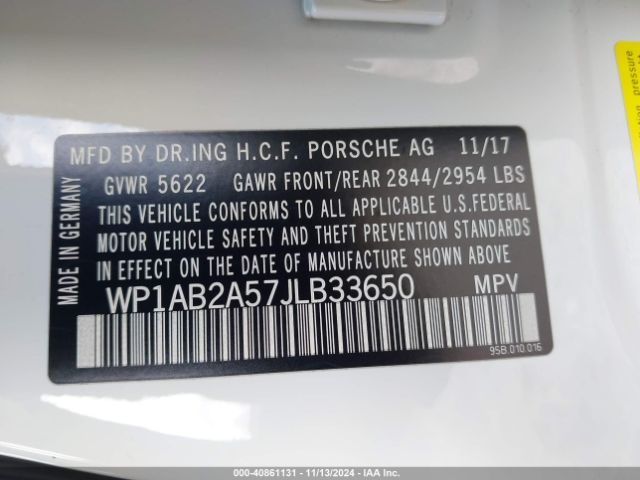 MFD BY DR.ING H.C.F. PORSCHE AG 11/17
GVWR 5622 GAWR FRONT/REAR 2844/2954 LBS
THIS VEHICLE CONFORMS TO ALL APPLICABLE U.S.FEDERAL
MOTOR VEHICLE SAFETY AND THEFT PREVENTION STANDARDS
IN EFFECT ON THE DATE OF MANUFACTURE SHOWN ABOVE
WP1AB2A57JLB33650 MPV
95B 010 016
MADE IN GERMANY
pressure
© - 40861131 - 11/13/2024 - IAA Inc.